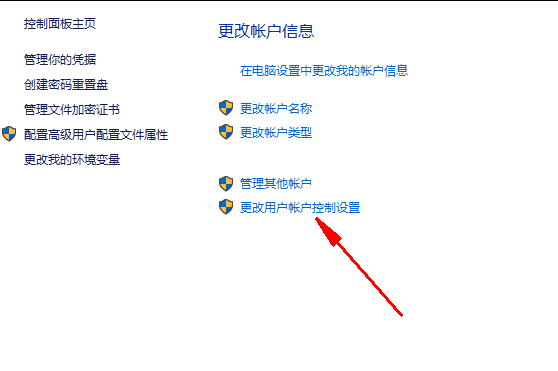 控制面板主页
管理你的凭据
创建密码重置盘
管理文件加密证书
配置高级用户配置文件属性
更改我的环境变量
更改帐户信息
在电脑设置中更改我的帐户信息
更改帐户名称
更改帐户类型
管理其他帐户
更改用户帐户控制设置